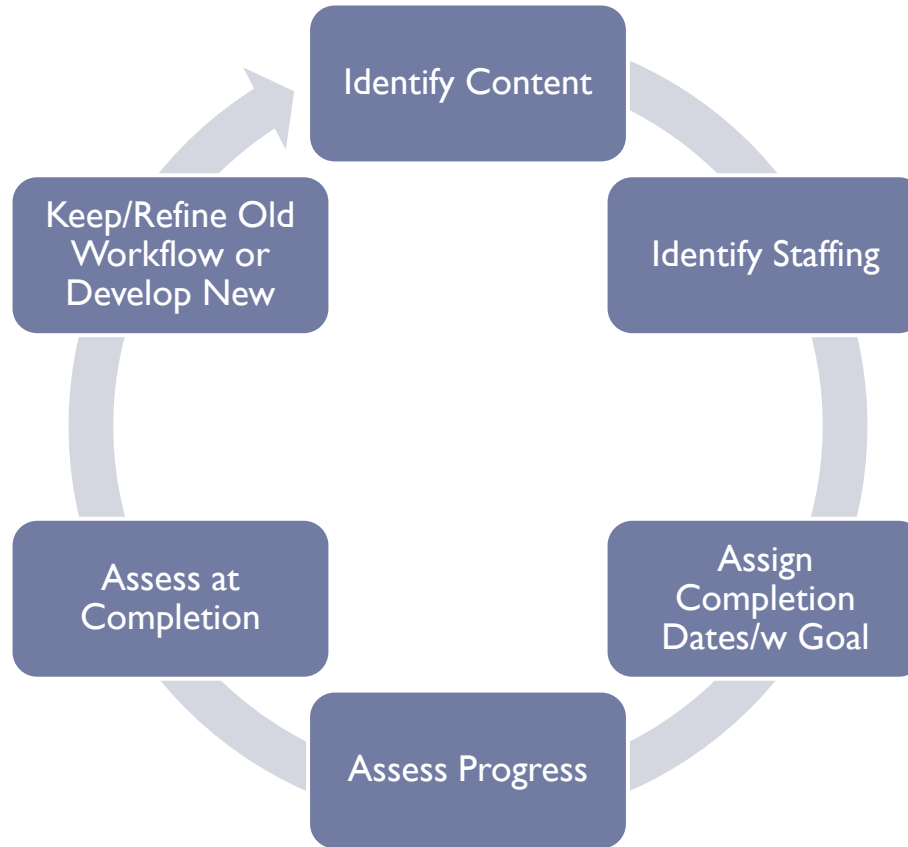 Identify Content
Identify Staffing
Assign
Completion
Dates/w Goal
Assess Progress
Assess at
Completion
Keep/Refine Old
Workflow or
Develop New